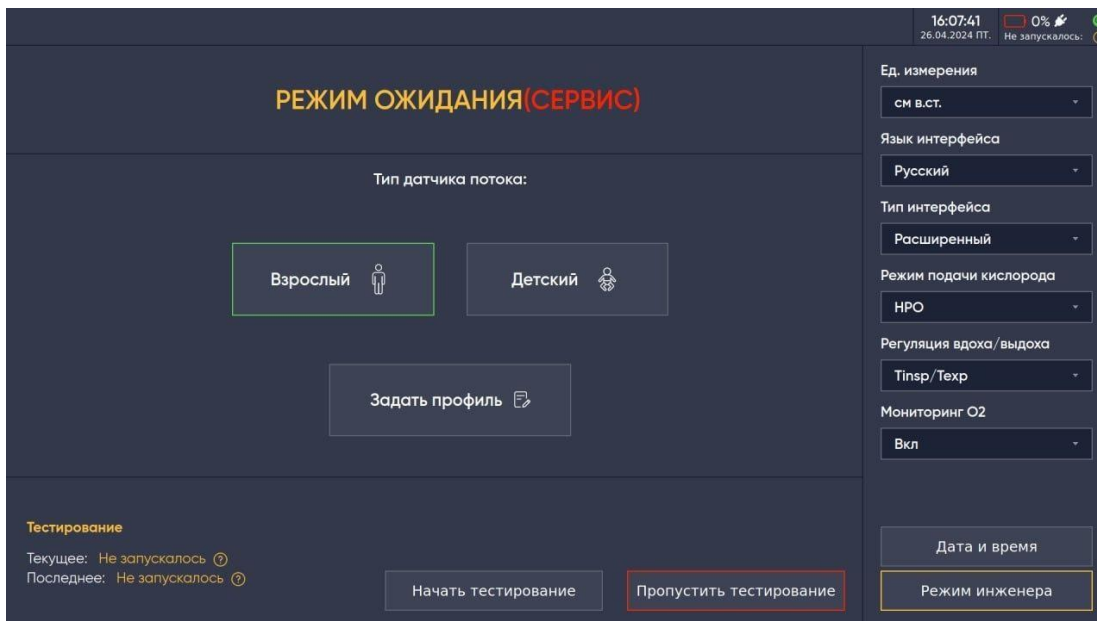 16:07:41
26.04.2024 ПТ.
0%
Не запускалось:
РЕЖИМ ОЖИДАНИЯ(СЕРВИС)
Тип датчика потока:
Взрослый
Детский
Задать профиль
Тестирование
Текущее: Не запускалось ?
Последнее: Не запускалось ?
Начать тестирование
Пропустить тестирование
Ед. измерения
см в.ст.
Язык интерфейса
Русский
Тип интерфейса
Расширенный
Режим подачи кислорода
НРО
Регуляция вдоха/выдоха
Tinsp/Texp
Мониторинг О2
Вкл
Дата и время
Режим инженера